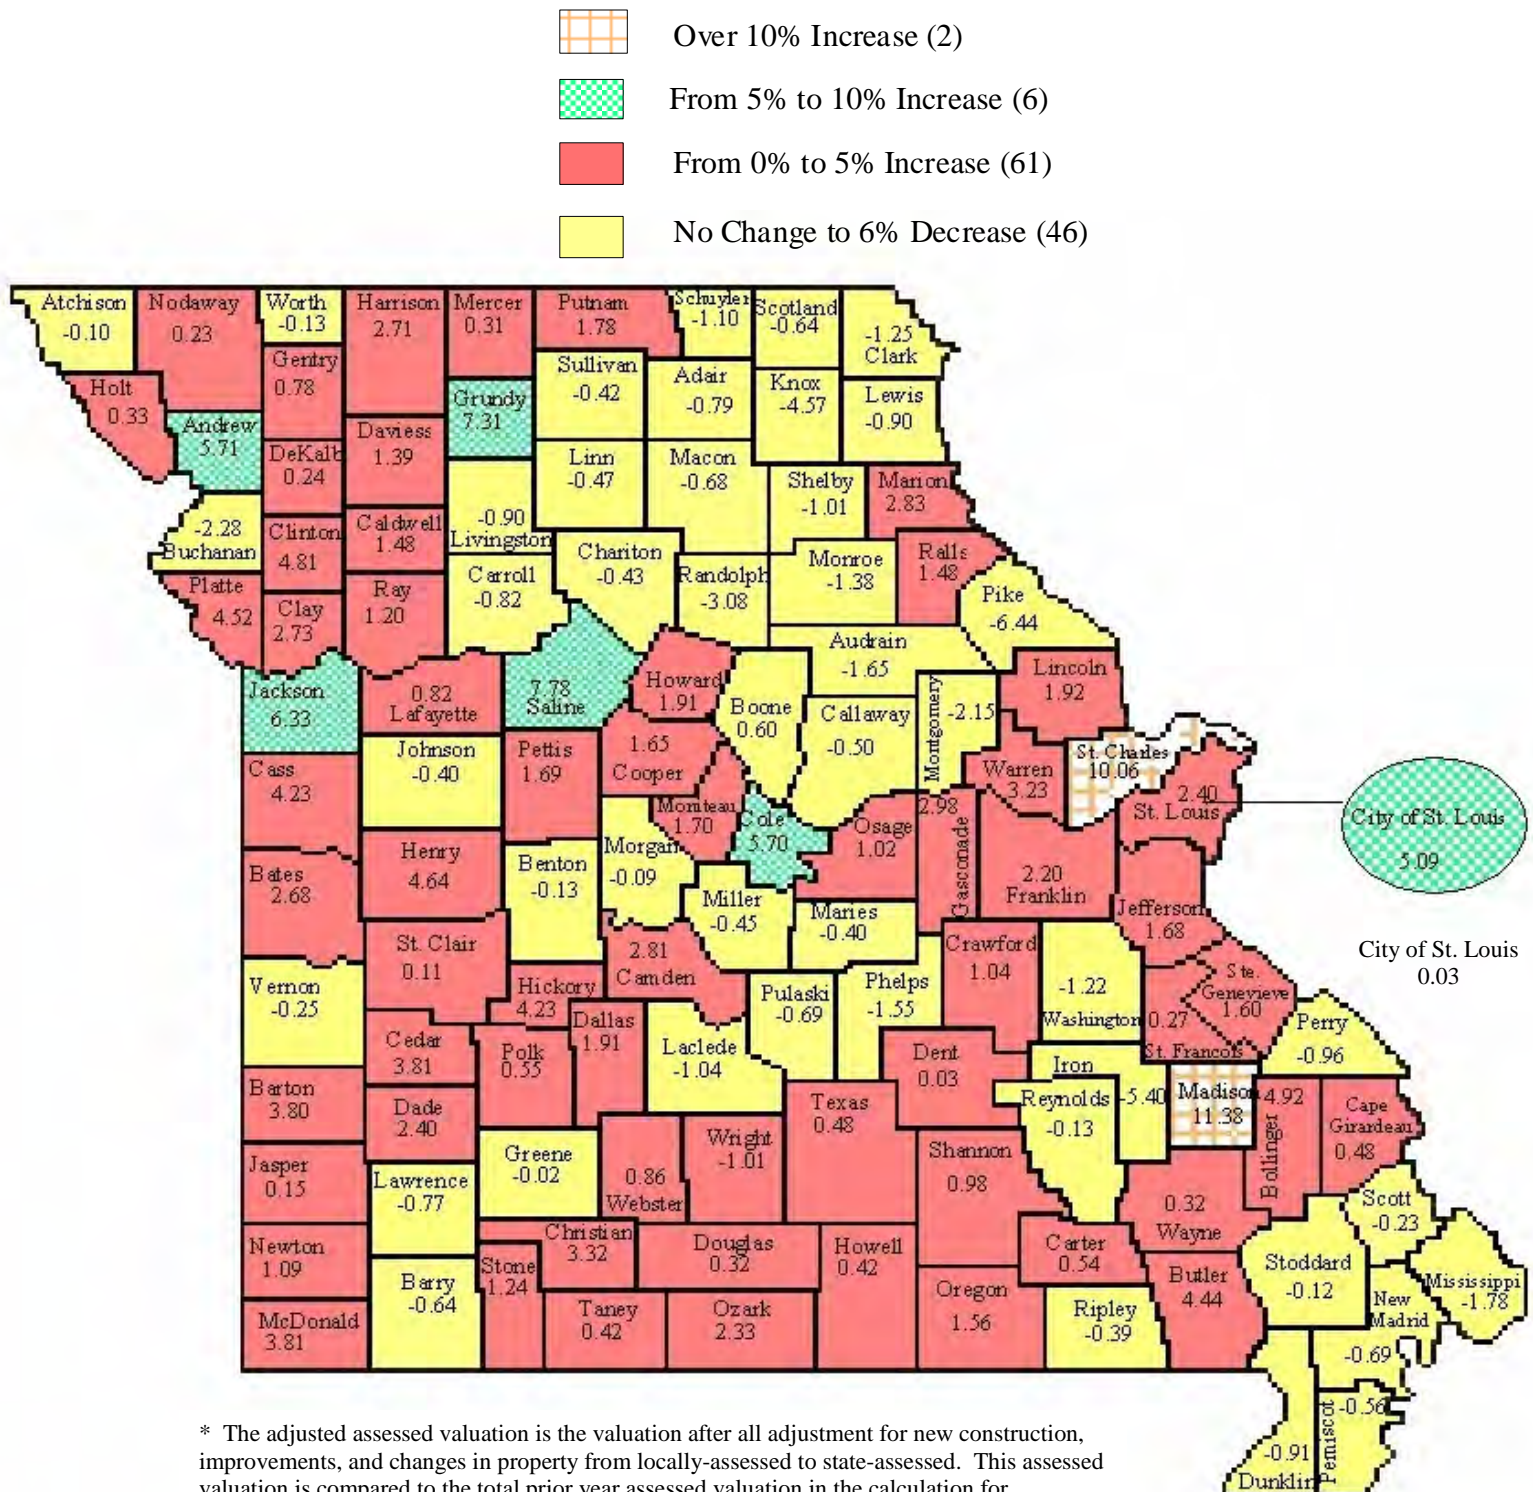 Over 10% Increase (2)
From 5% to 10% Increase (6)
From 0% to 5% Increase (61)
No Change to 6% Decrease (46)
Atchison
-0.10
Nodaway
0.23
Worth
-0.13
Harrison
2.71
Mercer
0.31
Putnam
1.78
Schuyler
-1.10
Scotland
-0.64
-1.25
Clark
Gentry
0.78
Holt
0.33
Andrew
5.71
DeKalb
0.24
Daviess
1.39
Grundy
7.31
Sullivan
-0.42
Adair
-0.79
Knox
-4.57
Lewis
-0.90
Linn
-0.47
Macon
-0.68
Shelby
-1.01
Marion
2.83
-2.28
Buchanan
Clinton
4.81
Caldwell
1.48
-0.90
Livingston
Chariton
-0.43
Randolph
-3.08
Monroe
-1.38
Ralls
1.48
Pike
-6.44
Platte
4.52
Clay
2.73
Ray
1.20
Carroll
-0.82
Audrain
-1.65
Lincoln
1.92
Jackson
6.33
0.82
Lafayette
7.78
Saline
Howard
1.91
Boone
0.60
Callaway
-0.50
Montgomery
-2.15
Warren
3.23
St. Charles
10.06
2.40
St. Louis
City of St. Louis
5.09
City of St. Louis
0.03
Cass
4.23
Johnson
-0.40
Pettis
1.69
1.65
Cooper
Moniteau
1.70
Cole
5.70
Osage
1.02
2.98
Gasconade
2.20
Franklin
Jefferson
1.68
Bates
2.68
Henry
4.64
Benton
-0.13
Morgan
-0.09
Miller
-0.45
Maries
-0.40
St. Clair
0.11
2.81
Camden
Crawford
1.04
-1.22
Washington
Ste.
Genevieve
1.60
0.27
St. Francois
Perry
-0.96
Vernon
-0.25
Hickory
4.23
Dallas
1.91
Pulaski
-0.69
Phelps
-1.55
Cedar
3.81
Polk
0.55
Laclede
-1.04
Dent
0.03
Iron
-5.40
Reynolds
-0.13
Madison
11.38
4.92
Bollinger
Cape
Girardeau
0.48
Barton
3.80
Dade
2.40
Texas
0.48
Greene
-0.02
Wright
-1.01
0.86
Webster
Shannon
0.98
Jasper
0.15
Lawrence
-0.77
0.32
Wayne
Scott
-0.23
Newton
1.09
Christian
3.32
Douglas
0.32
Howell
0.42
Carter
0.54
Stoddard
-0.12
Mississippi
-1.78
Barry
-0.64
Stone
1.24
Oregon
1.56
Butler
4.44
New
Madrid
-0.69
McDonald
3.81
Taney
0.42
Ozark
2.33
Ripley
-0.39
-0.56
Pemiscot
-0.91
Dunklin
* The adjusted assessed valuation is the valuation after all adjustment for new construction,
improvements, and changes in property from locally-assessed to state-assessed. This assessed
valuation is compared to the total prior year assessed valuation in the calculation for